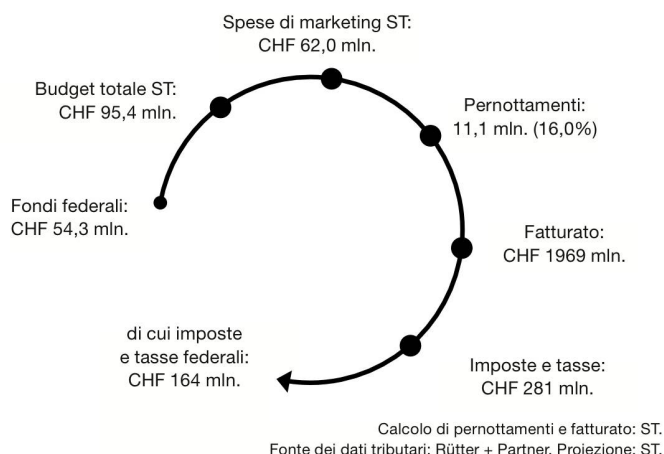 Spese di marketing ST:
CHF 62,0 mln.
Budget totale ST:
CHF 95,4 mln.
Pernottamenti:
11,1 mln. (16,0%)
Fondi federali:
CHF 54,3 mln.
Fatturato:
CHF 1969 mln.
di cui imposte
e tasse federali:
CHF 164 mln.
Imposte e tasse:
CHF 281 mln.
Calcolo di pernottamenti e fatturato: ST.
Fonte dei dati tributari: Rütter + Partner. Proiezione: ST.